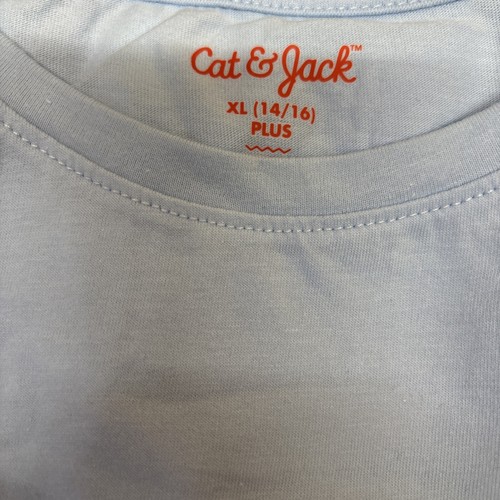 Cat & Jack™
XL (14/16)
PLUS